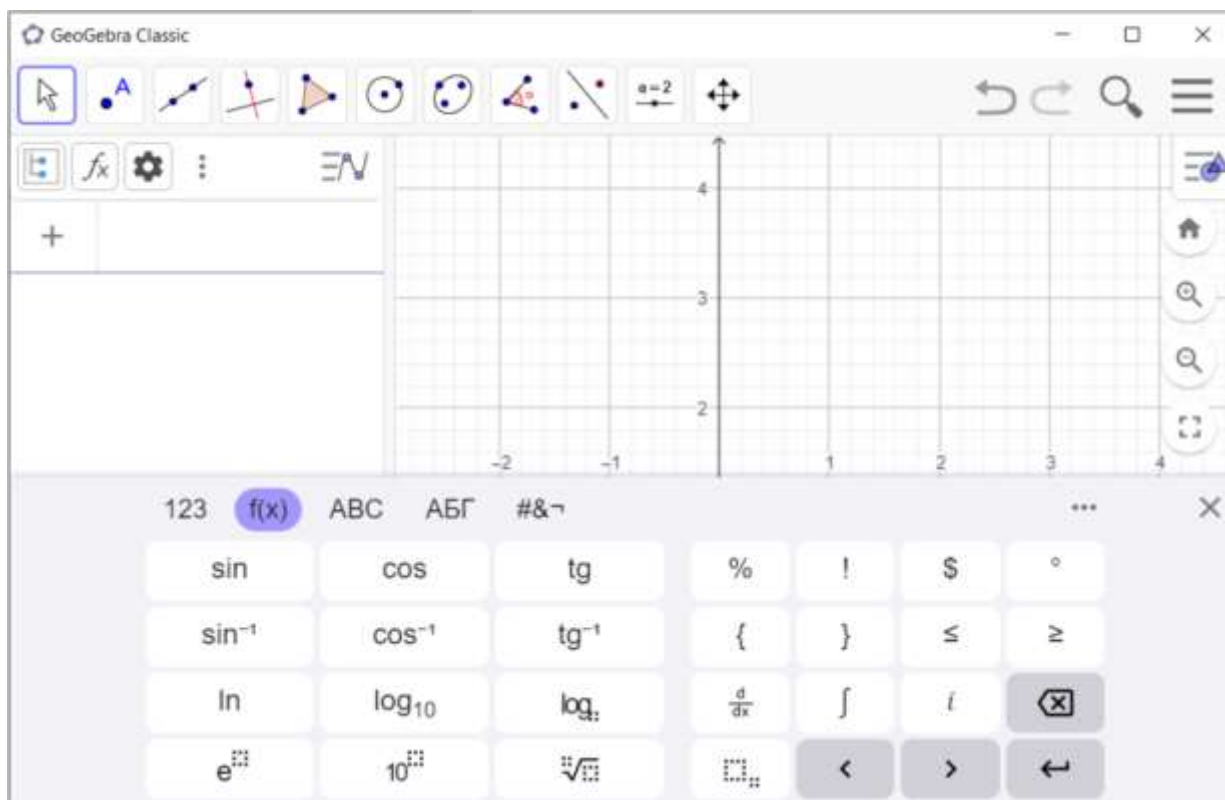 GeoGebra Classic
A
α
a=2
fx
4
3
2
−2 −1 1 2 3 4
123 f(x) ABC АБГ #&¬
sin cos tg % ! $ °
sin⁻¹ cos⁻¹ tg⁻¹ { } ≤ ≥
ln log₁₀ log d/dx ∫ i
e 10 √ < >